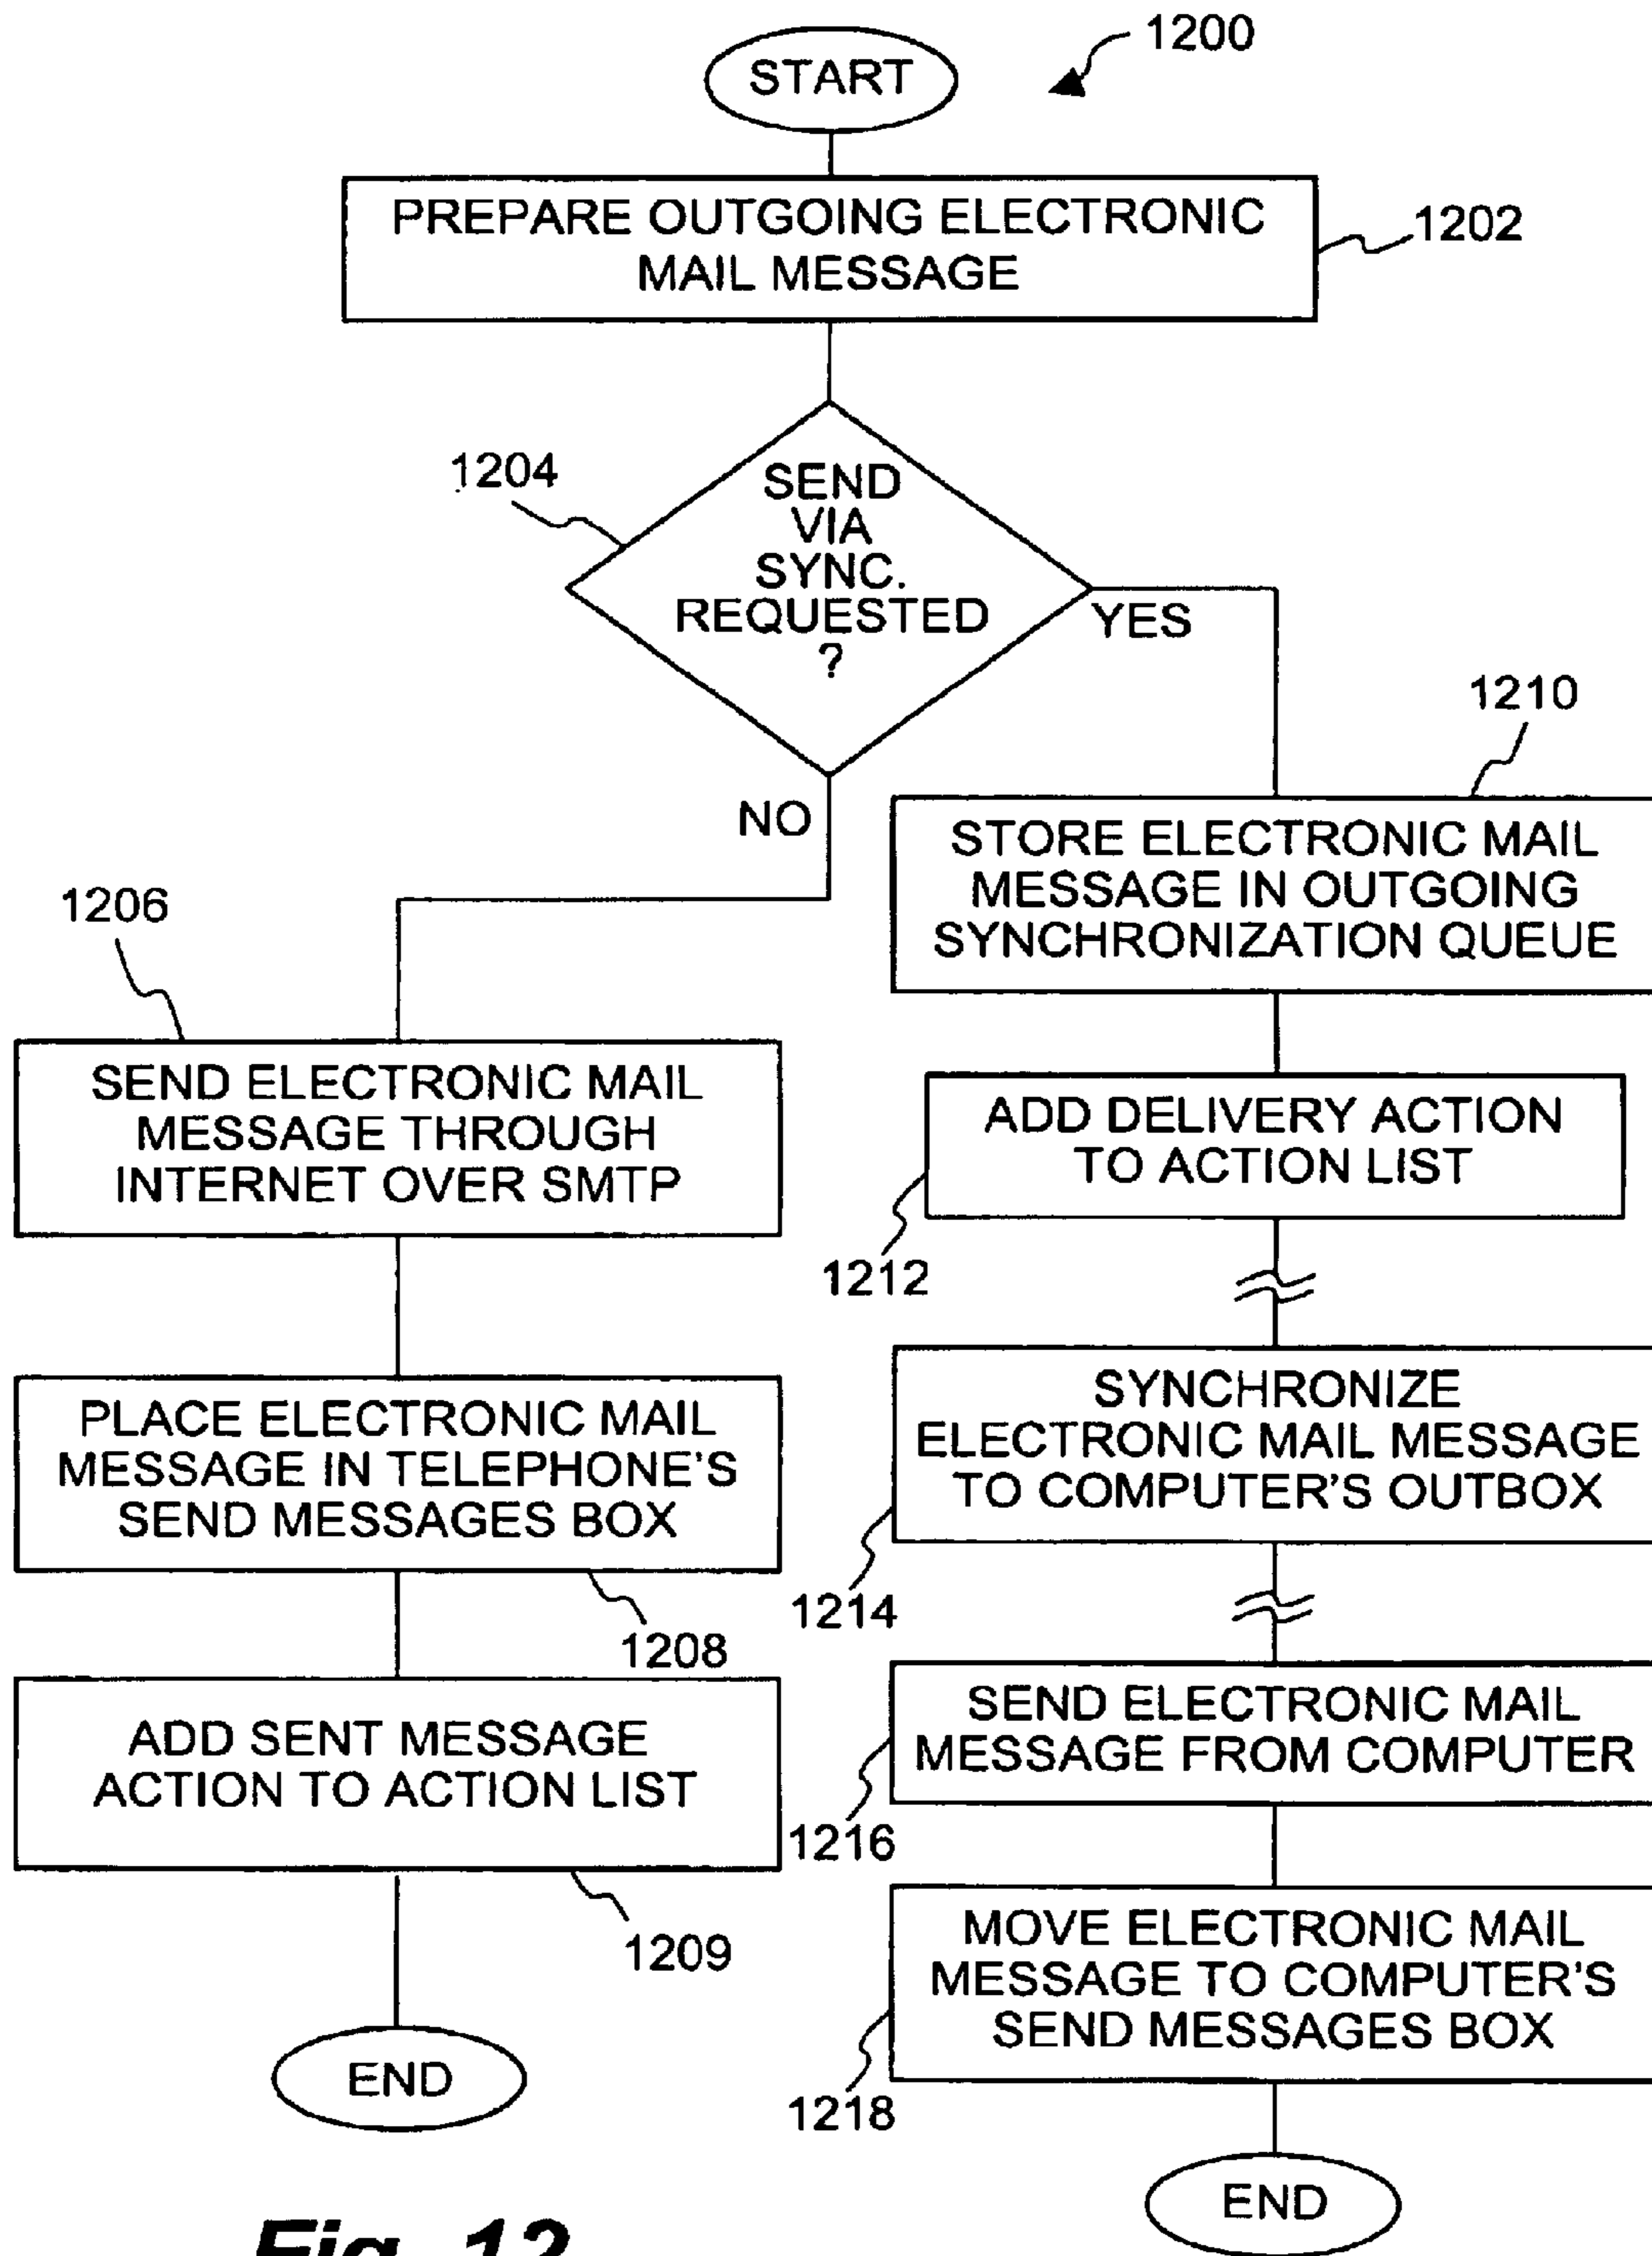 START
1200
PREPARE OUTGOING ELECTRONIC
MAIL MESSAGE
1202
1204
SEND
VIA
SYNC.
REQUESTED
?
YES
NO
1210
STORE ELECTRONIC MAIL
MESSAGE IN OUTGOING
SYNCHRONIZATION QUEUE
1206
SEND ELECTRONIC MAIL
MESSAGE THROUGH
INTERNET OVER SMTP
ADD DELIVERY ACTION
TO ACTION LIST
1212
PLACE ELECTRONIC MAIL
MESSAGE IN TELEPHONE'S
SEND MESSAGES BOX
1208
SYNCHRONIZE
ELECTRONIC MAIL MESSAGE
TO COMPUTER'S OUTBOX
1214
ADD SENT MESSAGE
ACTION TO ACTION LIST
1209
SEND ELECTRONIC MAIL
MESSAGE FROM COMPUTER
1216
MOVE ELECTRONIC MAIL
MESSAGE TO COMPUTER'S
SEND MESSAGES BOX
1218
END
END
Fig. 12